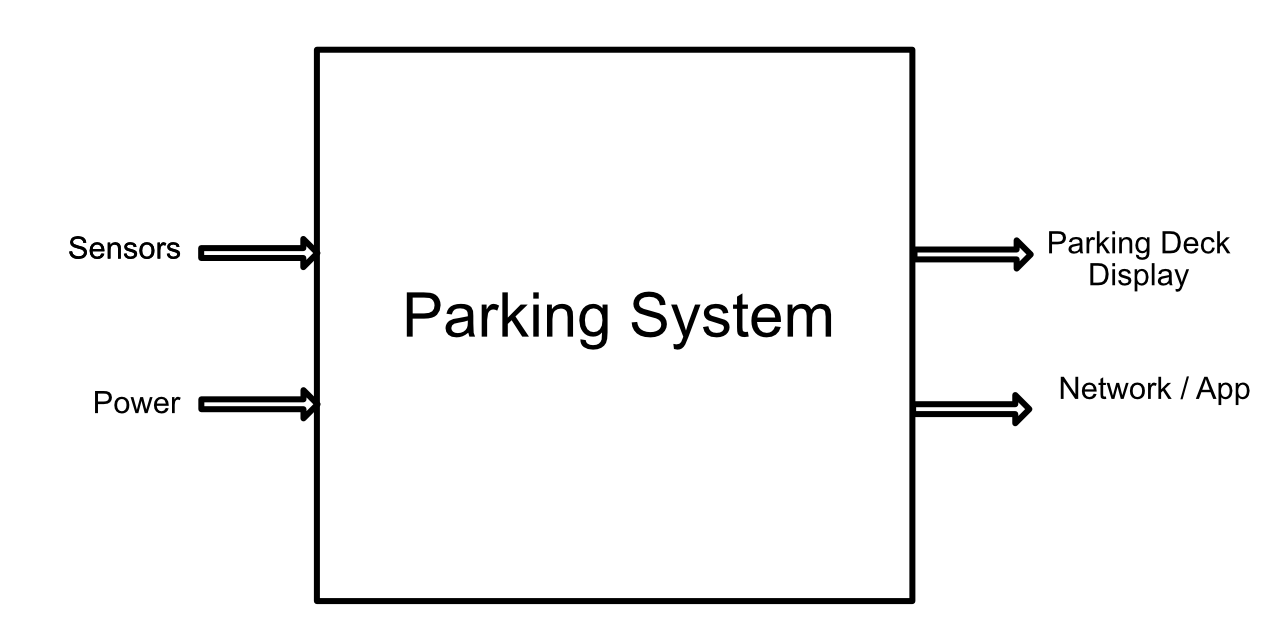 Sensors
Power
Parking System
Parking Deck
Display
Network / App